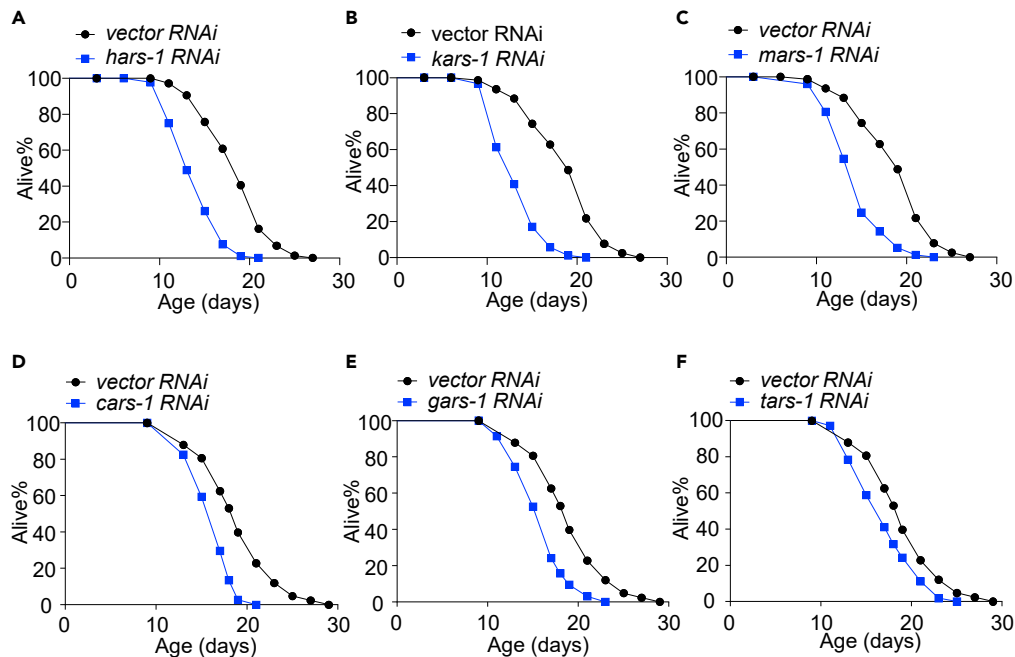 A
vector RNAi
hars-1 RNAi
100
80
60
40
20
0
Alive%
0 10 20 30
Age (days)
B
vector RNAi
kars-1 RNAi
100
80
60
40
20
0
Alive%
0 10 20 30
Age (days)
C
vector RNAi
mars-1 RNAi
100
80
60
40
20
0
Alive%
0 10 20 30
Age (days)
D
vector RNAi
cars-1 RNAi
100
80
60
40
20
0
Alive%
0 10 20 30
Age (days)
E
vector RNAi
gars-1 RNAi
100
80
60
40
20
0
Alive%
0 10 20 30
Age (days)
F
vector RNAi
tars-1 RNAi
100
80
60
40
20
0
Alive%
0 10 20 30
Age (days)